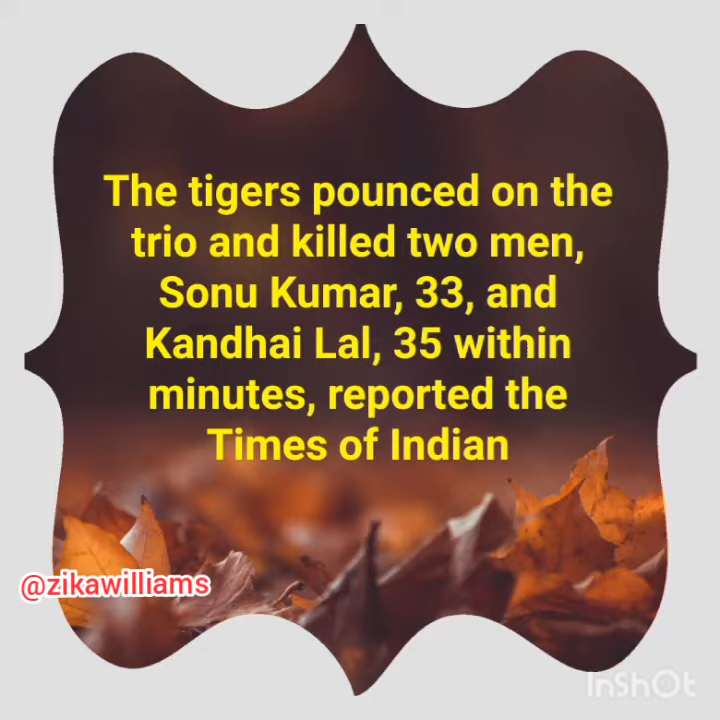 The tigers pounced on the
trio and killed two men,
Sonu Kumar, 33, and
Kandhai Lal, 35 within
minutes, reported the
Times of Indian
@zikawilliams
InShOt